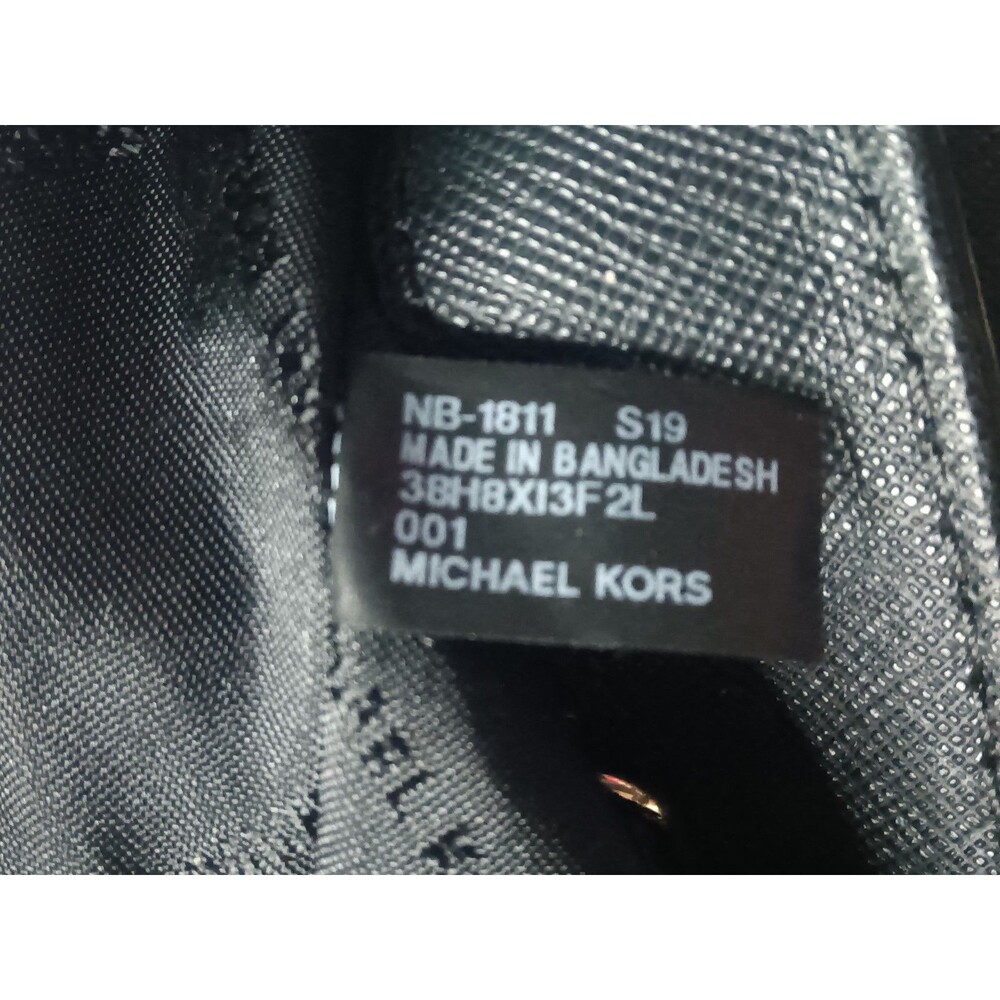 NB-1811 S19
MADE IN BANGLADESH
38H8XI3F2L
001
MICHAEL KORS